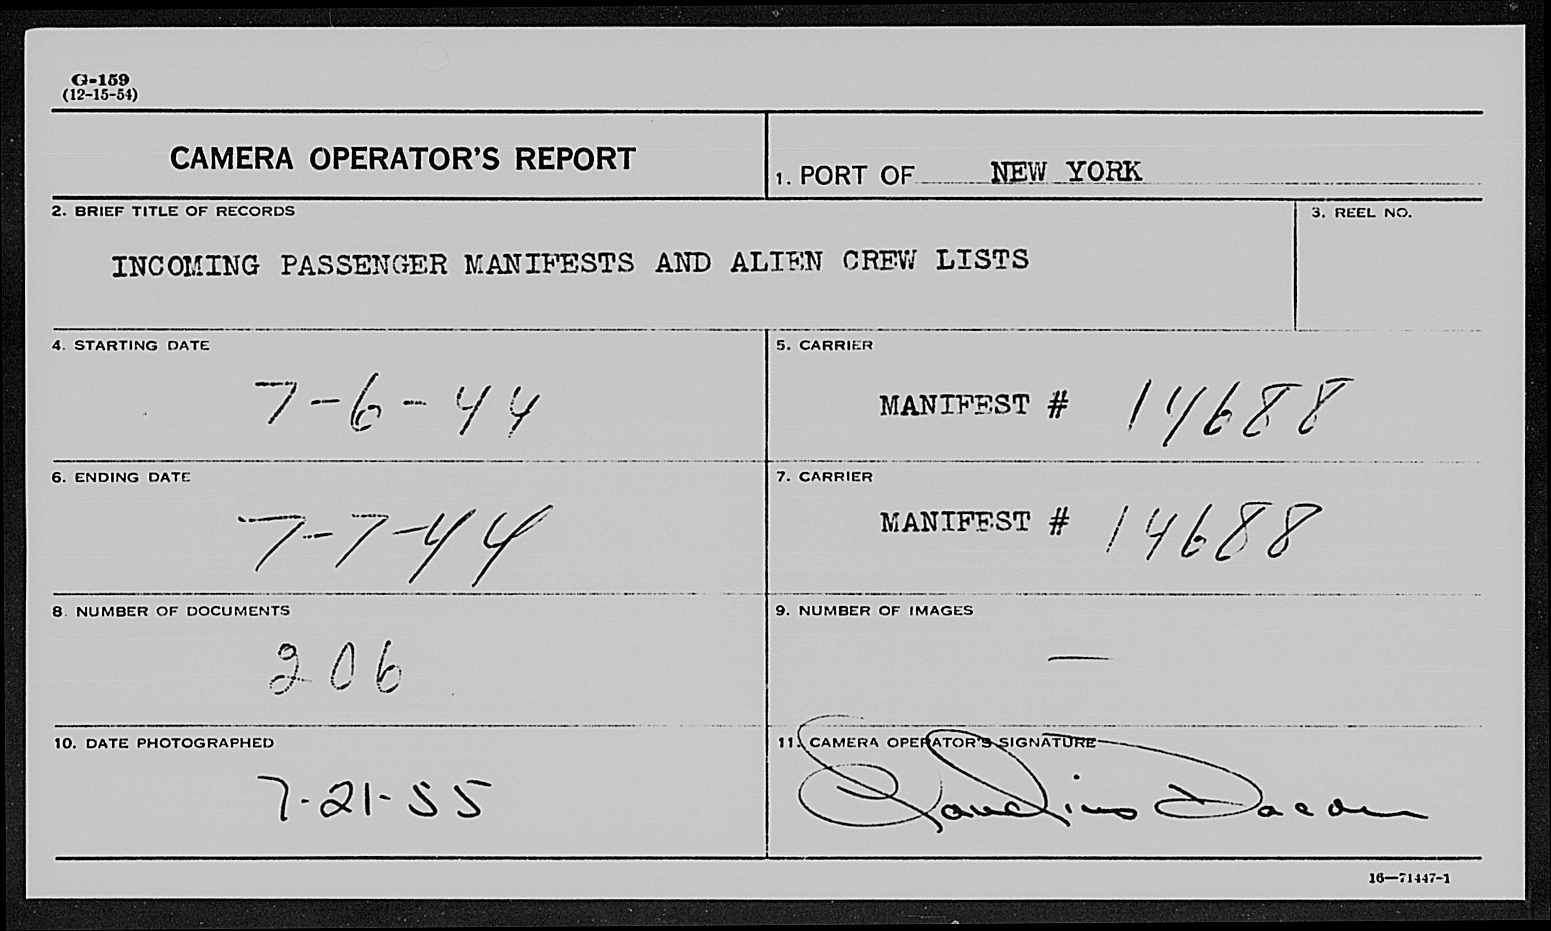 G-159
(12-15-54)
CAMERA OPERATOR'S REPORT
1. PORT OF NEW YORK
2. BRIEF TITLE OF RECORDS
3. REEL NO.
INCOMING PASSENGER MANIFESTS AND ALIEN CREW LISTS
4. STARTING DATE
7-6-44
5. CARRIER
MANIFEST # 14688
6. ENDING DATE
7-7-44
7. CARRIER
MANIFEST # 14688
8. NUMBER OF DOCUMENTS
206
9. NUMBER OF IMAGES
—
10. DATE PHOTOGRAPHED
7-21-55
11. CAMERA OPERATOR'S SIGNATURE
16—71447-1